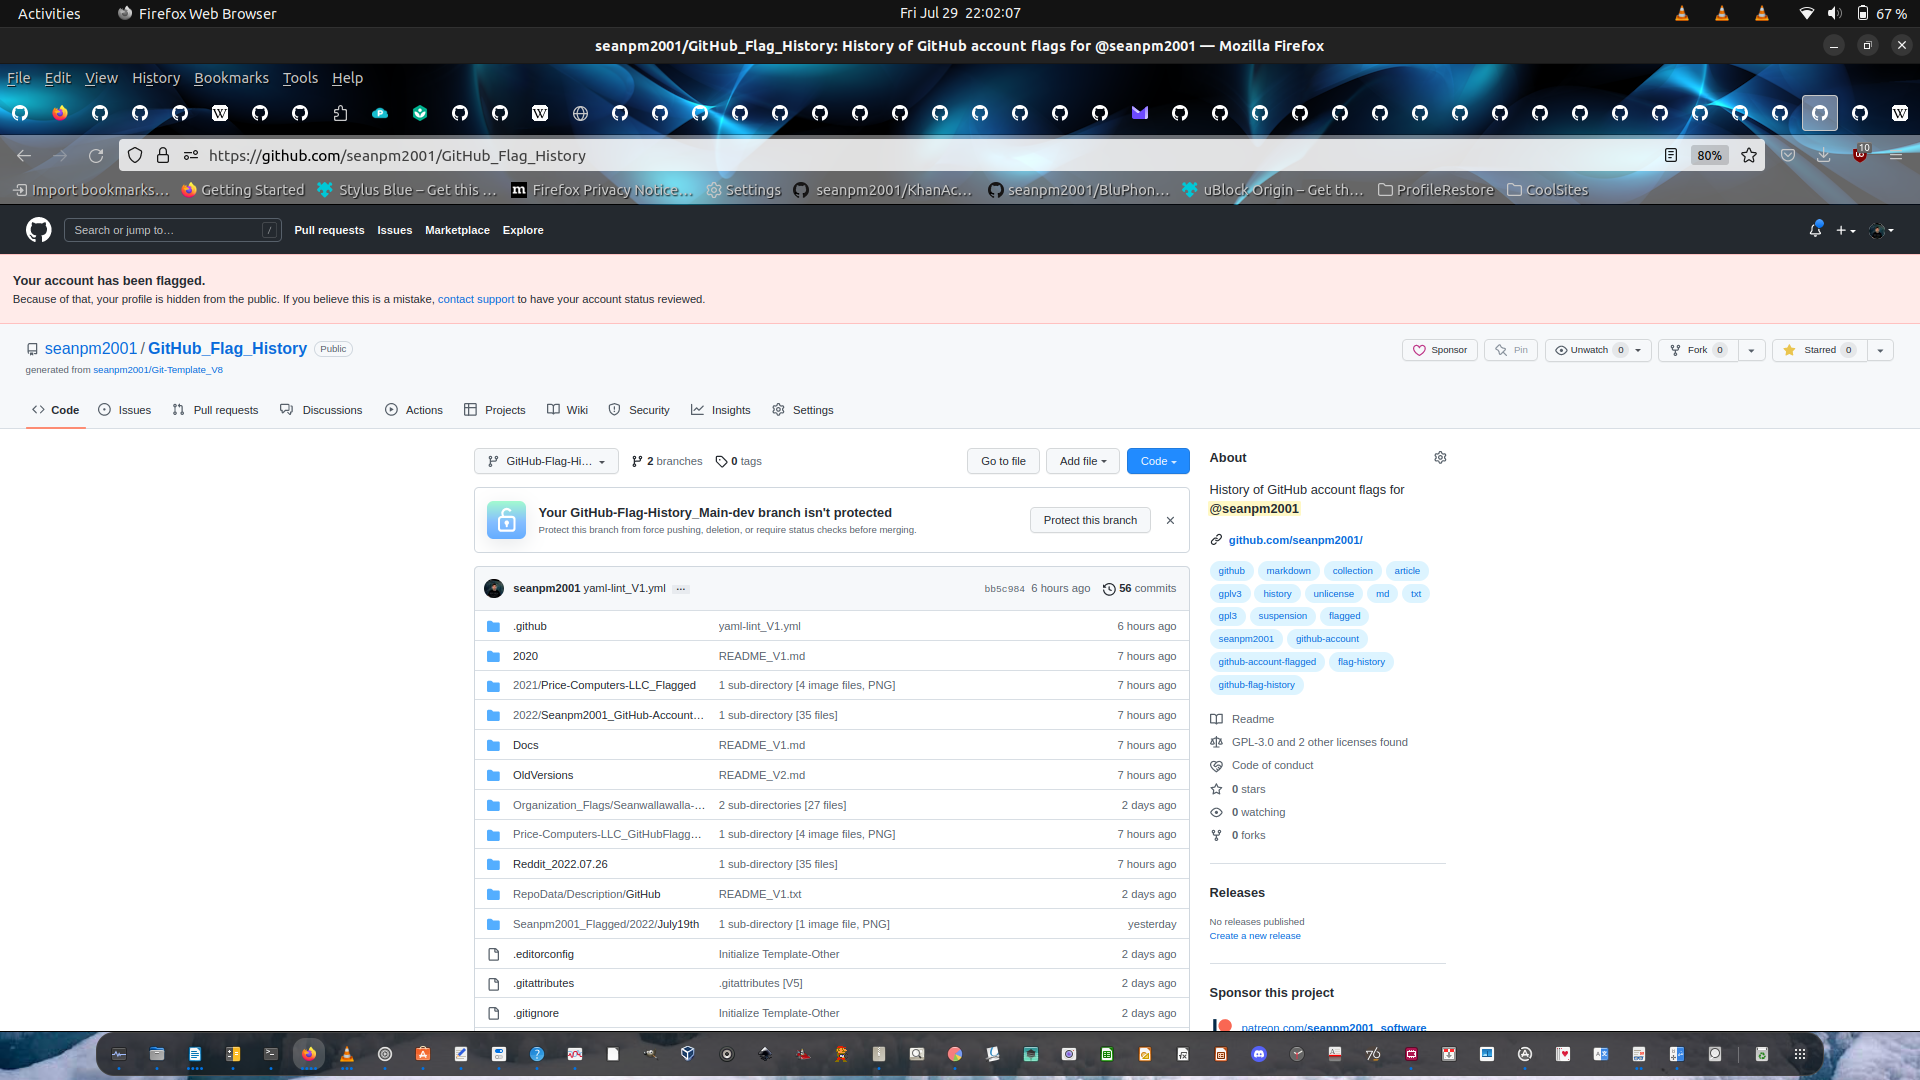 Activities Firefox Web Browser Fri Jul 29 22:02:07 67 %
seanpm2001/GitHub_Flag_History: History of GitHub account flags for @seanpm2001 — Mozilla Firefox
File Edit View History Bookmarks Tools Help
https://github.com/seanpm2001/GitHub_Flag_History 80% 10
Import bookmarks… Getting Started Stylus Blue – Get this … Firefox Privacy Notice… Settings seanpm2001/KhanAc… seanpm2001/BluPhon… uBlock Origin – Get th… ProfileRestore CoolSites
Search or jump to… / Pull requests Issues Marketplace Explore
Your account has been flagged.
Because of that, your profile is hidden from the public. If you believe this is a mistake, contact support to have your account status reviewed.
seanpm2001 / GitHub_Flag_History Public Sponsor Pin Unwatch 0 Fork 0 Starred 0
generated from seanpm2001/Git-Template_V8
Code Issues Pull requests Discussions Actions Projects Wiki Security Insights Settings
GitHub-Flag-Hi… 2 branches 0 tags Go to file Add file Code
Your GitHub-Flag-History_Main-dev branch isn't protected
Protect this branch from force pushing, deletion, or require status checks before merging.
Protect this branch
seanpm2001 yaml-lint_V1.yml … bb5c984 6 hours ago 56 commits
.github yaml-lint_V1.yml 6 hours ago
2020 README_V1.md 7 hours ago
2021/Price-Computers-LLC_Flagged 1 sub-directory [4 image files, PNG] 7 hours ago
2022/Seanpm2001_GitHub-Account… 1 sub-directory [35 files] 7 hours ago
Docs README_V1.md 7 hours ago
OldVersions README_V2.md 7 hours ago
Organization_Flags/Seanwallawalla-… 2 sub-directories [27 files] 2 days ago
Price-Computers-LLC_GitHubFlagg… 1 sub-directory [4 image files, PNG] 7 hours ago
Reddit_2022.07.26 1 sub-directory [35 files] 7 hours ago
RepoData/Description/GitHub README_V1.txt 2 days ago
Seanpm2001_Flagged/2022/July19th 1 sub-directory [1 image file, PNG] yesterday
.editorconfig Initialize Template-Other 2 days ago
.gitattributes .gitattributes [V5] 2 days ago
.gitignore Initialize Template-Other 2 days ago
About
History of GitHub account flags for
@seanpm2001
github.com/seanpm2001/
github markdown collection article
gplv3 history unlicense md txt
gpl3 suspension flagged
seanpm2001 github-account
github-account-flagged flag-history
github-flag-history
Readme
GPL-3.0 and 2 other licenses found
Code of conduct
0 stars
0 watching
0 forks
Releases
No releases published
Create a new release
Sponsor this project
patreon.com/seanpm2001_software